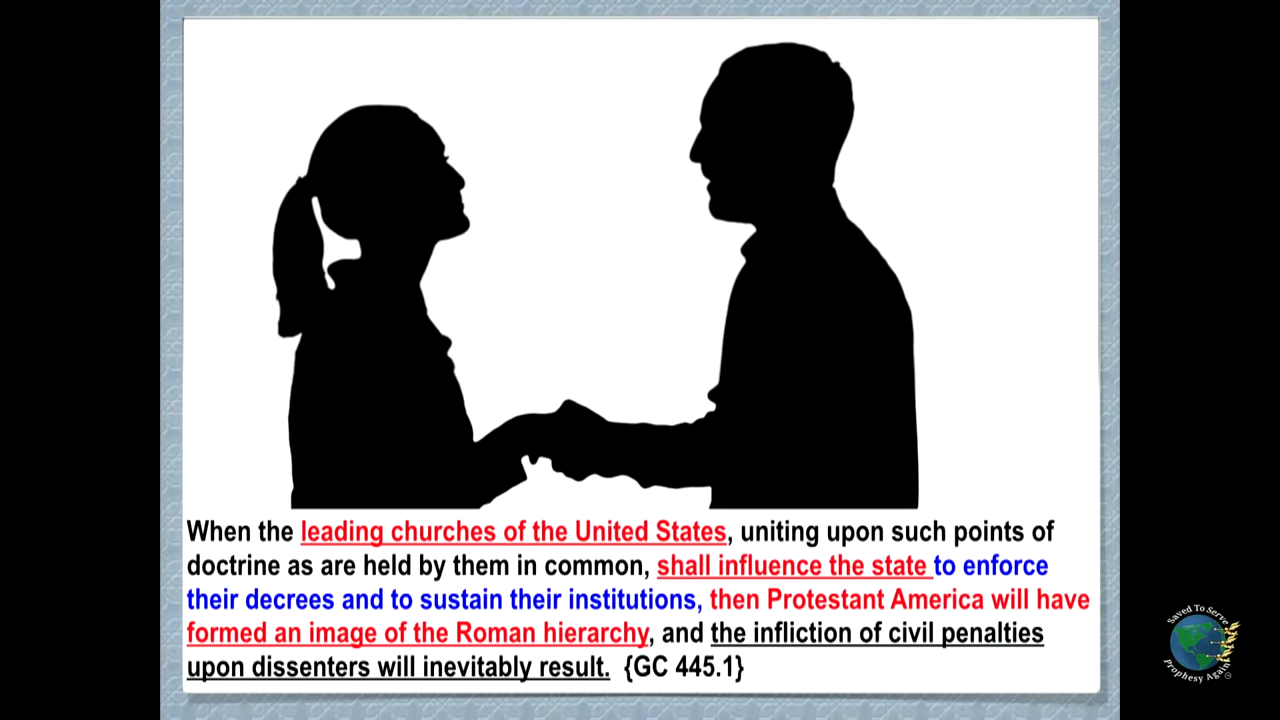 When the leading churches of the United States, uniting upon such points of
doctrine as are held by them in common, shall influence the state to enforce
their decrees and to sustain their institutions, then Protestant America will have
formed an image of the Roman hierarchy, and the infliction of civil penalties
upon dissenters will inevitably result. {GC 445.1}
Saved To Serve
Prophesy Again